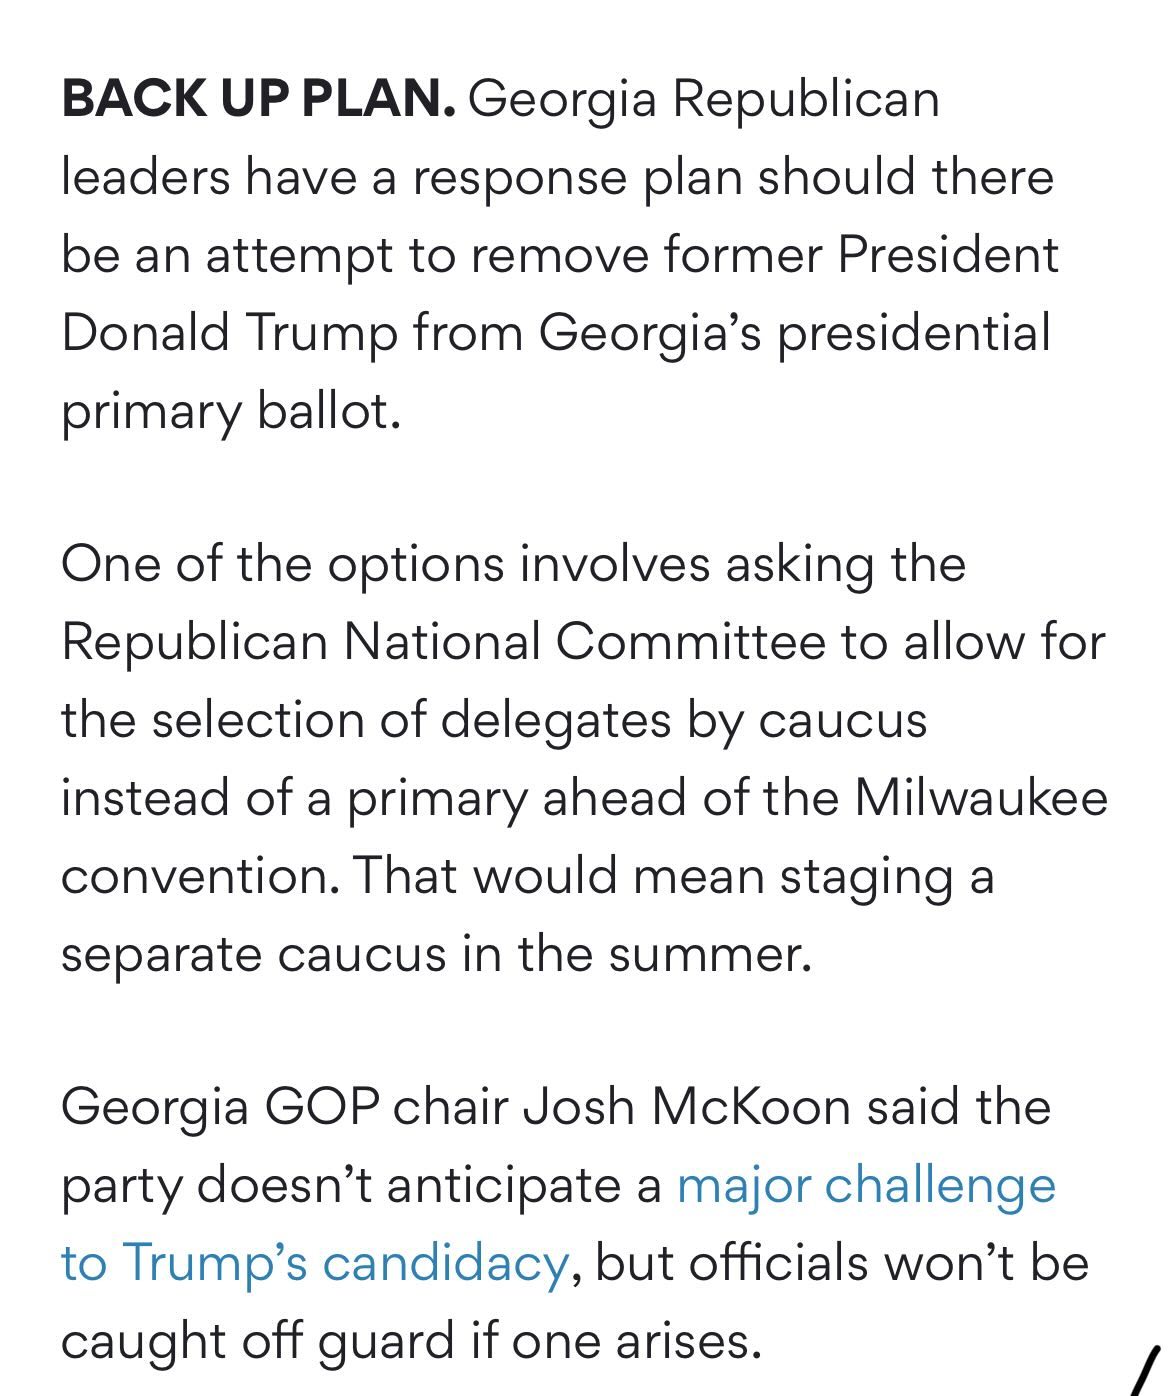 BACK UP PLAN. Georgia Republican
leaders have a response plan should there
be an attempt to remove former President
Donald Trump from Georgia’s presidential
primary ballot.
One of the options involves asking the
Republican National Committee to allow for
the selection of delegates by caucus
instead of a primary ahead of the Milwaukee
convention. That would mean staging a
separate caucus in the summer.
Georgia GOP chair Josh McKoon said the
party doesn’t anticipate a major challenge
to Trump’s candidacy, but officials won’t be
caught off guard if one arises.